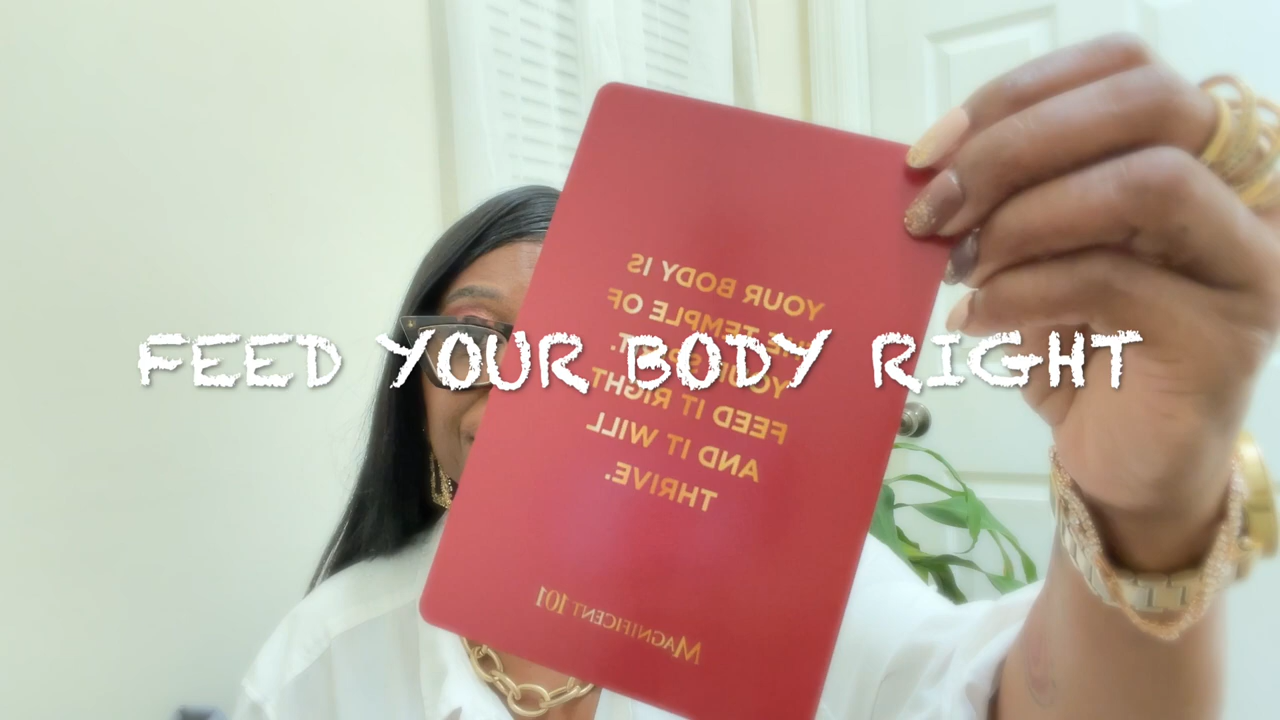 FEED YOUR BODY RIGHT
YOUR BODY IS
TEMPLE OF
FEED IT RIGHT
AND IT WILL
THRIVE.
MAGNIFICENT 101